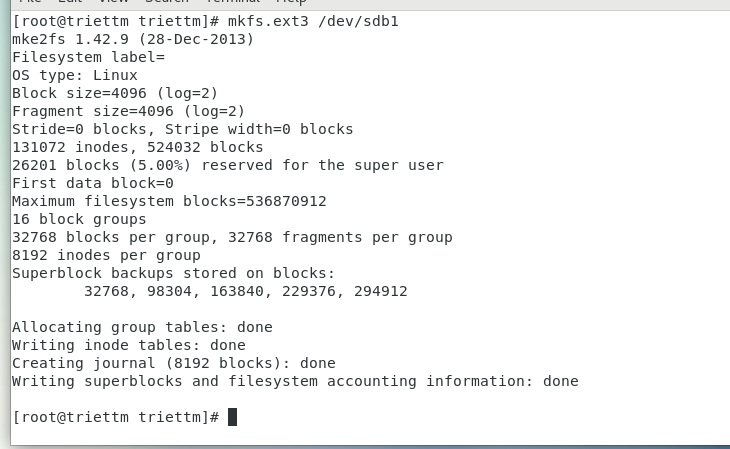 File Edit View Search Terminal Help
[root@triettm triettm]# mkfs.ext3 /dev/sdb1
mke2fs 1.42.9 (28-Dec-2013)
Filesystem label=
OS type: Linux
Block size=4096 (log=2)
Fragment size=4096 (log=2)
Stride=0 blocks, Stripe width=0 blocks
131072 inodes, 524032 blocks
26201 blocks (5.00%) reserved for the super user
First data block=0
Maximum filesystem blocks=536870912
16 block groups
32768 blocks per group, 32768 fragments per group
8192 inodes per group
Superblock backups stored on blocks:
        32768, 98304, 163840, 229376, 294912
Allocating group tables: done
Writing inode tables: done
Creating journal (8192 blocks): done
Writing superblocks and filesystem accounting information: done
[root@triettm triettm]#